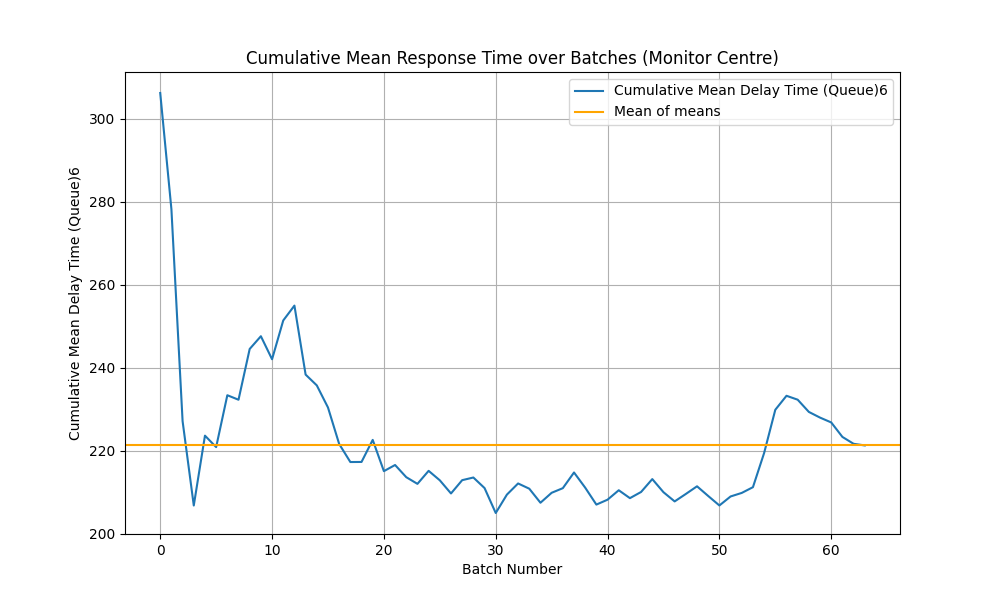 Cumulative Mean Response Time over Batches (Monitor Centre)
Cumulative Mean Delay Time (Queue)6
Mean of means
Cumulative Mean Delay Time (Queue)6
300
280
260
240
220
200
0 10 20 30 40 50 60
Batch Number